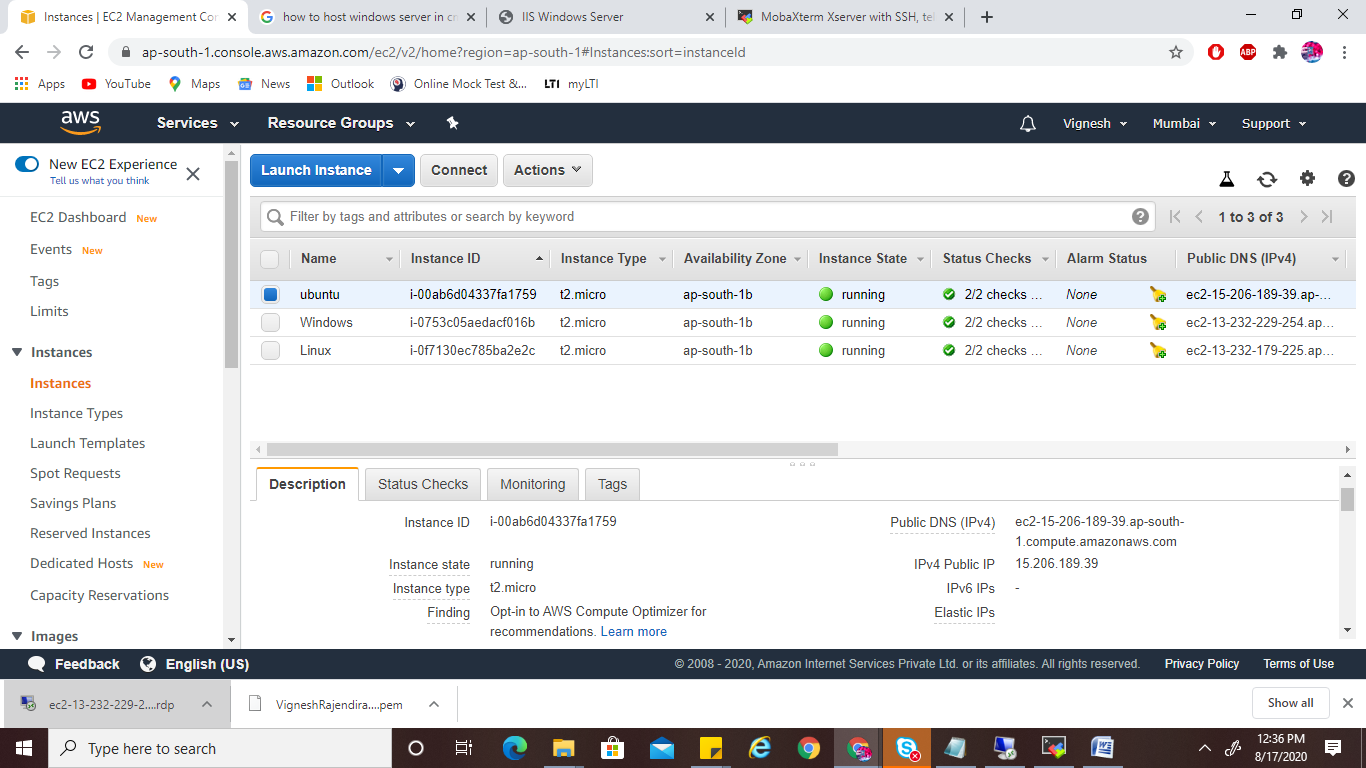 Instances | EC2 Management Con
how to host windows server in cm
IIS Windows Server
MobaXterm Xserver with SSH, tel
ap-south-1.console.aws.amazon.com/ec2/v2/home?region=ap-south-1#Instances:sort=instanceId
ABP
Apps
YouTube
Maps
News
Outlook
Online Mock Test &...
LTI myLTI
aws
Services
Resource Groups
Vignesh
Mumbai
Support
New EC2 Experience
Tell us what you think
Launch Instance
Connect
Actions
EC2 Dashboard New
Events New
Tags
Limits
Instances
Instances
Instance Types
Launch Templates
Spot Requests
Savings Plans
Reserved Instances
Dedicated Hosts New
Capacity Reservations
Images
Filter by tags and attributes or search by keyword
1 to 3 of 3
Name Instance ID Instance Type Availability Zone Instance State Status Checks Alarm Status Public DNS (IPv4)
ubuntu i-00ab6d04337fa1759 t2.micro ap-south-1b running 2/2 checks ... None ec2-15-206-189-39.ap-...
Windows i-0753c05aedacf016b t2.micro ap-south-1b running 2/2 checks ... None ec2-13-232-229-254.ap...
Linux i-0f7130ec785ba2e2c t2.micro ap-south-1b running 2/2 checks ... None ec2-13-232-179-225.ap...
Description
Status Checks
Monitoring
Tags
Instance ID i-00ab6d04337fa1759
Instance state running
Instance type t2.micro
Finding Opt-in to AWS Compute Optimizer for
recommendations. Learn more
Public DNS (IPv4) ec2-15-206-189-39.ap-south-
1.compute.amazonaws.com
IPv4 Public IP 15.206.189.39
IPv6 IPs -
Elastic IPs
Feedback
English (US)
© 2008 - 2020, Amazon Internet Services Private Ltd. or its affiliates. All rights reserved.
Privacy Policy
Terms of Use
ec2-13-232-229-2....rdp
VigneshRajendira....pem
Show all
Type here to search
12:36 PM
8/17/2020